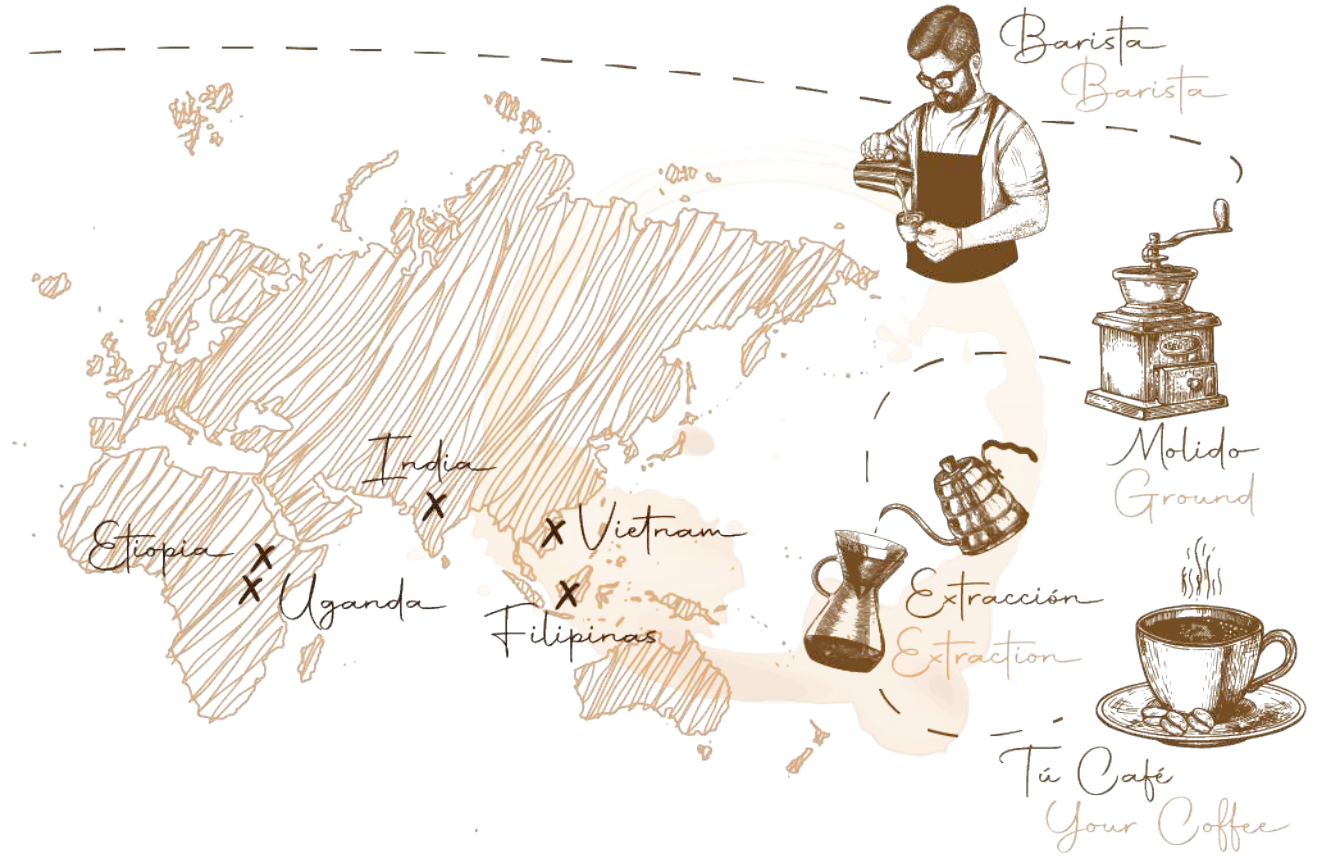 Barista
Barista
Molido
Ground
India
Etiopia
Vietnam
Uganda
Filipinas
Extracción
Extraction
Tú Café
Your Coffee